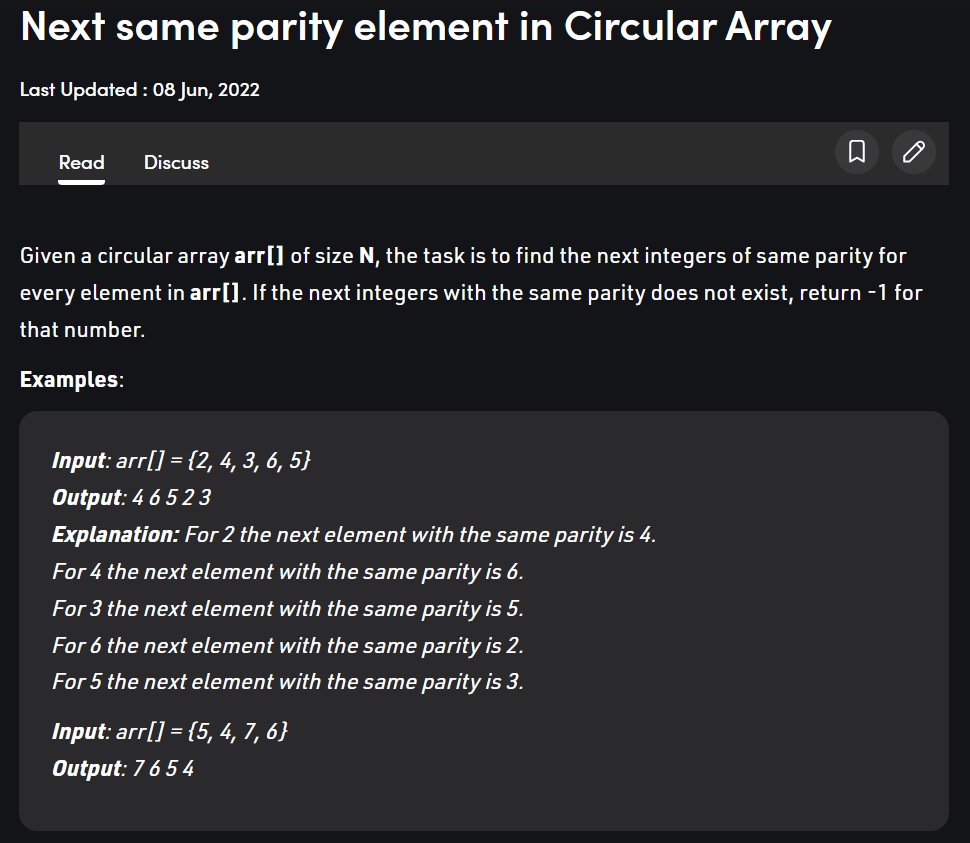 Next same parity element in Circular Array
Last Updated : 08 Jun, 2022
Read Discuss
Given a circular array arr[] of size N, the task is to find the next integers of same parity for
every element in arr[]. If the next integers with the same parity does not exist, return -1 for
that number.
Examples:
Input: arr[] = {2, 4, 3, 6, 5}
Output: 4 6 5 2 3
Explanation: For 2 the next element with the same parity is 4.
For 4 the next element with the same parity is 6.
For 3 the next element with the same parity is 5.
For 6 the next element with the same parity is 2.
For 5 the next element with the same parity is 3.
Input: arr[] = {5, 4, 7, 6}
Output: 7 6 5 4